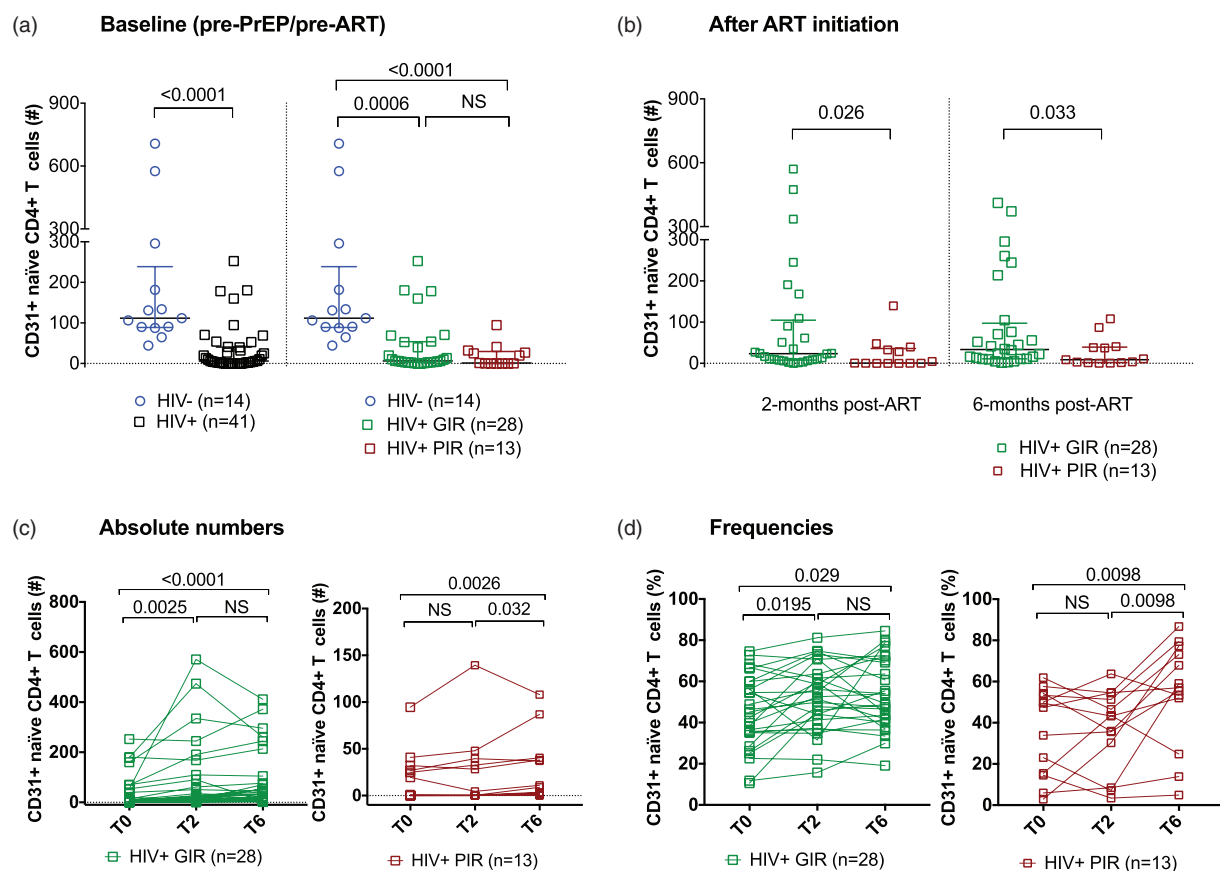 (a) Baseline (pre-PrEP/pre-ART)
CD31+ naïve CD4+ T cells (#)
900
600
300
300
200
100
0
<0.0001
<0.0001
0.0006
NS
HIV- (n=14)
HIV+ (n=41)
HIV- (n=14)
HIV+ GIR (n=28)
HIV+ PIR (n=13)
(b) After ART initiation
CD31+ naïve CD4+ T cells (#)
900
600
300
300
200
100
0
0.026
0.033
2-months post-ART
6-months post-ART
HIV+ GIR (n=28)
HIV+ PIR (n=13)
(c) Absolute numbers
CD31+ naïve CD4+ T cells (#)
800
600
400
200
0
<0.0001
0.0025
NS
T0
T2
T6
HIV+ GIR (n=28)
CD31+ naïve CD4+ T cells (#)
200
150
100
50
0
0.0026
NS
0.032
T0
T2
T6
HIV+ PIR (n=13)
(d) Frequencies
CD31+ naïve CD4+ T cells (%)
100
80
60
40
20
0
0.029
0.0195
NS
T0
T2
T6
HIV+ GIR (n=28)
CD31+ naïve CD4+ T cells (%)
100
80
60
40
20
0
0.0098
NS
0.0098
T0
T2
T6
HIV+ PIR (n=13)